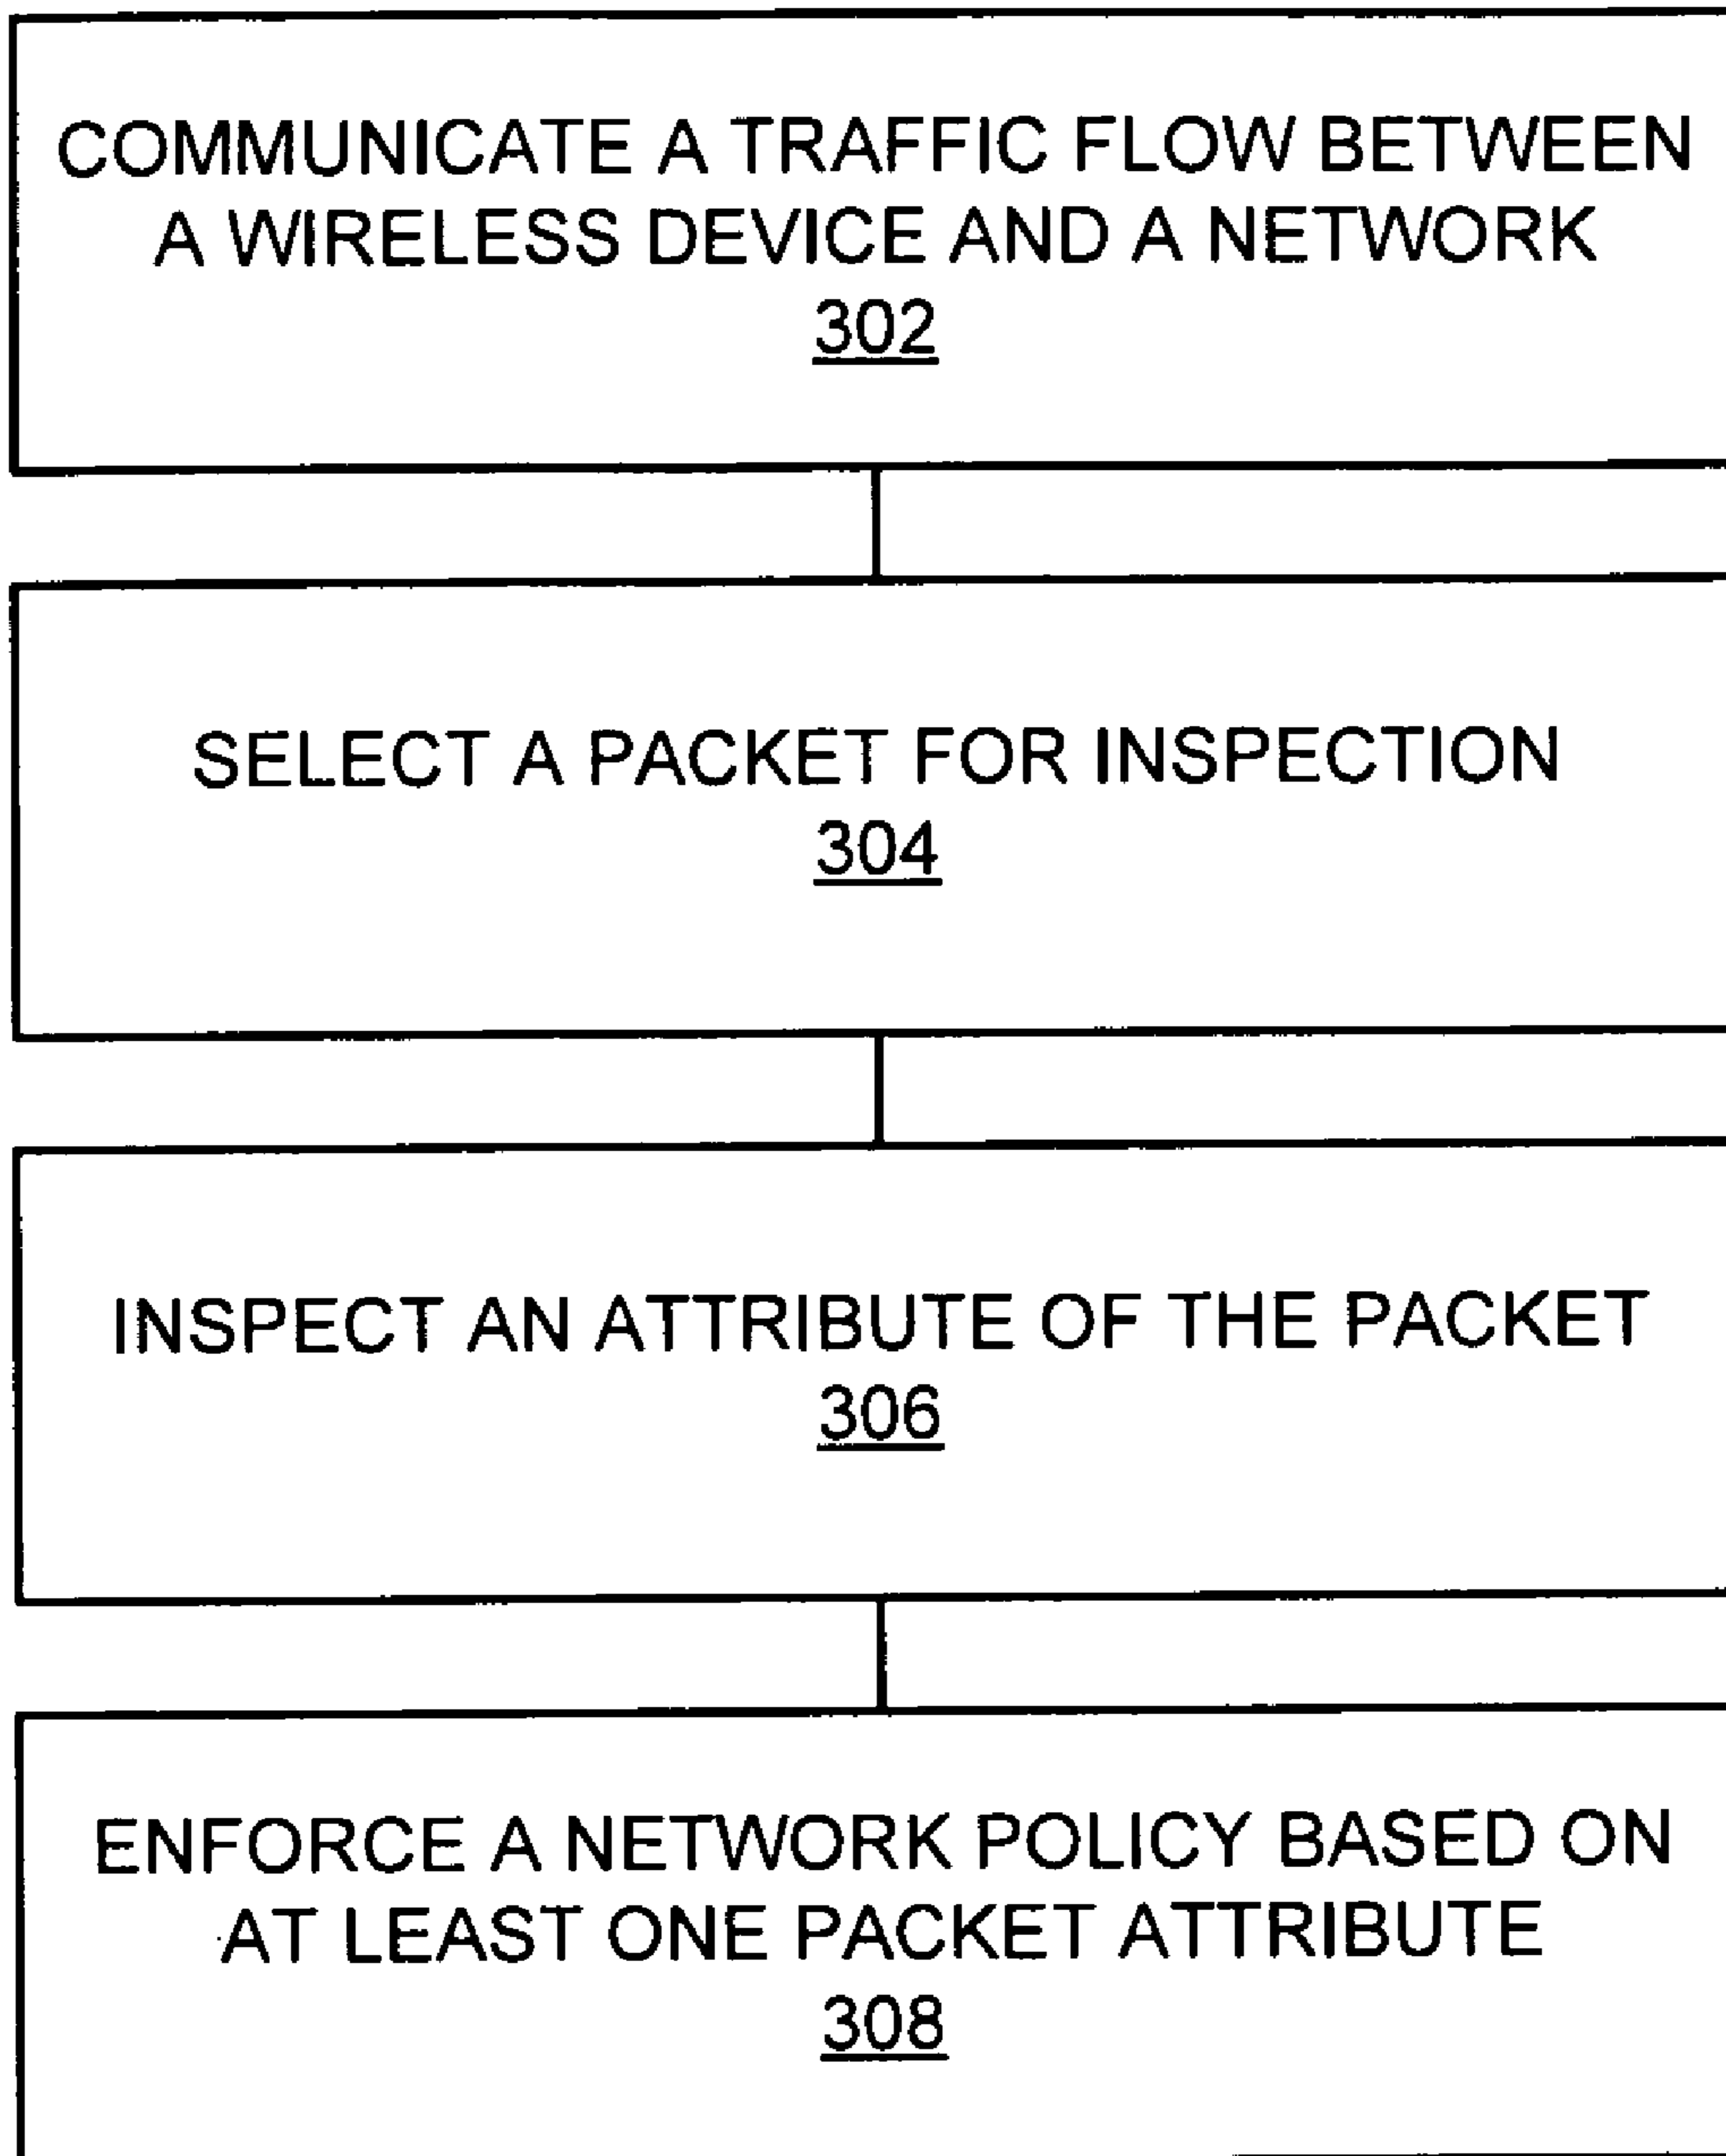 COMMUNICATE A TRAFFIC FLOW BETWEEN
A WIRELESS DEVICE AND A NETWORK
302
SELECT A PACKET FOR INSPECTION
304
INSPECT AN ATTRIBUTE OF THE PACKET
306
ENFORCE A NETWORK POLICY BASED ON
AT LEAST ONE PACKET ATTRIBUTE
308